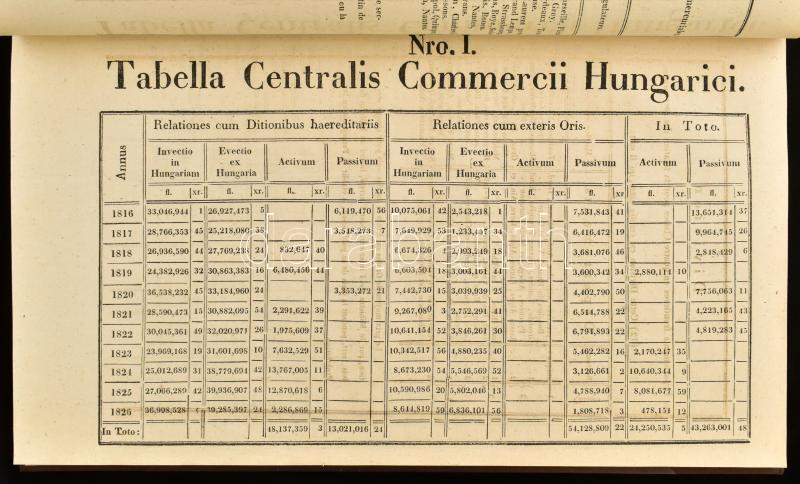 Nro. I.
Tabella Centralis Commercii Hungarici.
Annus | Relationes cum Ditionibus haereditariis | Relationes cum exteris Oris. | In Toto.
Invectio in Hungariam | Evectio ex Hungaria | Activum | Passivum | Invectio in Hungariam | Evectio ex Hungaria | Activum | Passivum | Activum | Passivum
fl. xr. | fl. xr. | fl. xr. | fl. xr. | fl. xr. | fl. xr. | fl. xr. | fl. xr. | fl. xr. | fl. xr.
1816 33,046,944 1 26,927,473 5 6,119,470 56 10,075,061 42 2,543,218 1 7,531,843 41 13,651,314 37
1817 28,766,353 45 25,218,080 38 3,548,273 7 7,649,929 53 1,233,457 34 6,416,472 19 9,964,745 26
1818 26,936,590 44 27,769,238 24 832,647 40 6,674,326 4 2,993,249 18 3,681,076 46 2,848,429 6
1819 24,382,926 32 30,863,383 16 6,480,456 44 6,603,504 18 3,003,161 44 3,600,342 34 2,880,114 10
1820 36,538,232 45 33,184,960 24 3,353,272 21 7,442,730 15 3,039,939 25 4,402,790 50 7,756,063 11
1821 28,590,473 15 30,882,095 54 2,291,622 39 9,267,080 3 2,752,291 41 6,514,788 22 4,223,165 43
1822 30,045,361 49 32,020,971 26 1,975,609 37 10,641,154 52 3,846,261 30 6,793,893 22 4,819,283 45
1823 23,969,168 19 31,601,698 10 7,632,529 51 10,342,517 56 4,880,235 40 5,462,282 16 2,170,247 35
1824 25,012,689 31 38,779,694 42 13,767,005 11 8,673,230 54 5,546,569 52 3,126,661 2 10,640,344 9
1825 27,066,289 42 39,936,907 48 12,870,618 6 10,590,986 20 5,802,046 13 4,788,940 7 8,081,677 59
1826 36,998,528 39,285,397 24 2,286,869 15 8,644,819 59 6,836,101 56 1,808,718 3 478,151 12
In Toto: 48,137,359 3 13,021,016 24 54,128,809 22 24,250,535 5 43,263,001 48
darabanth